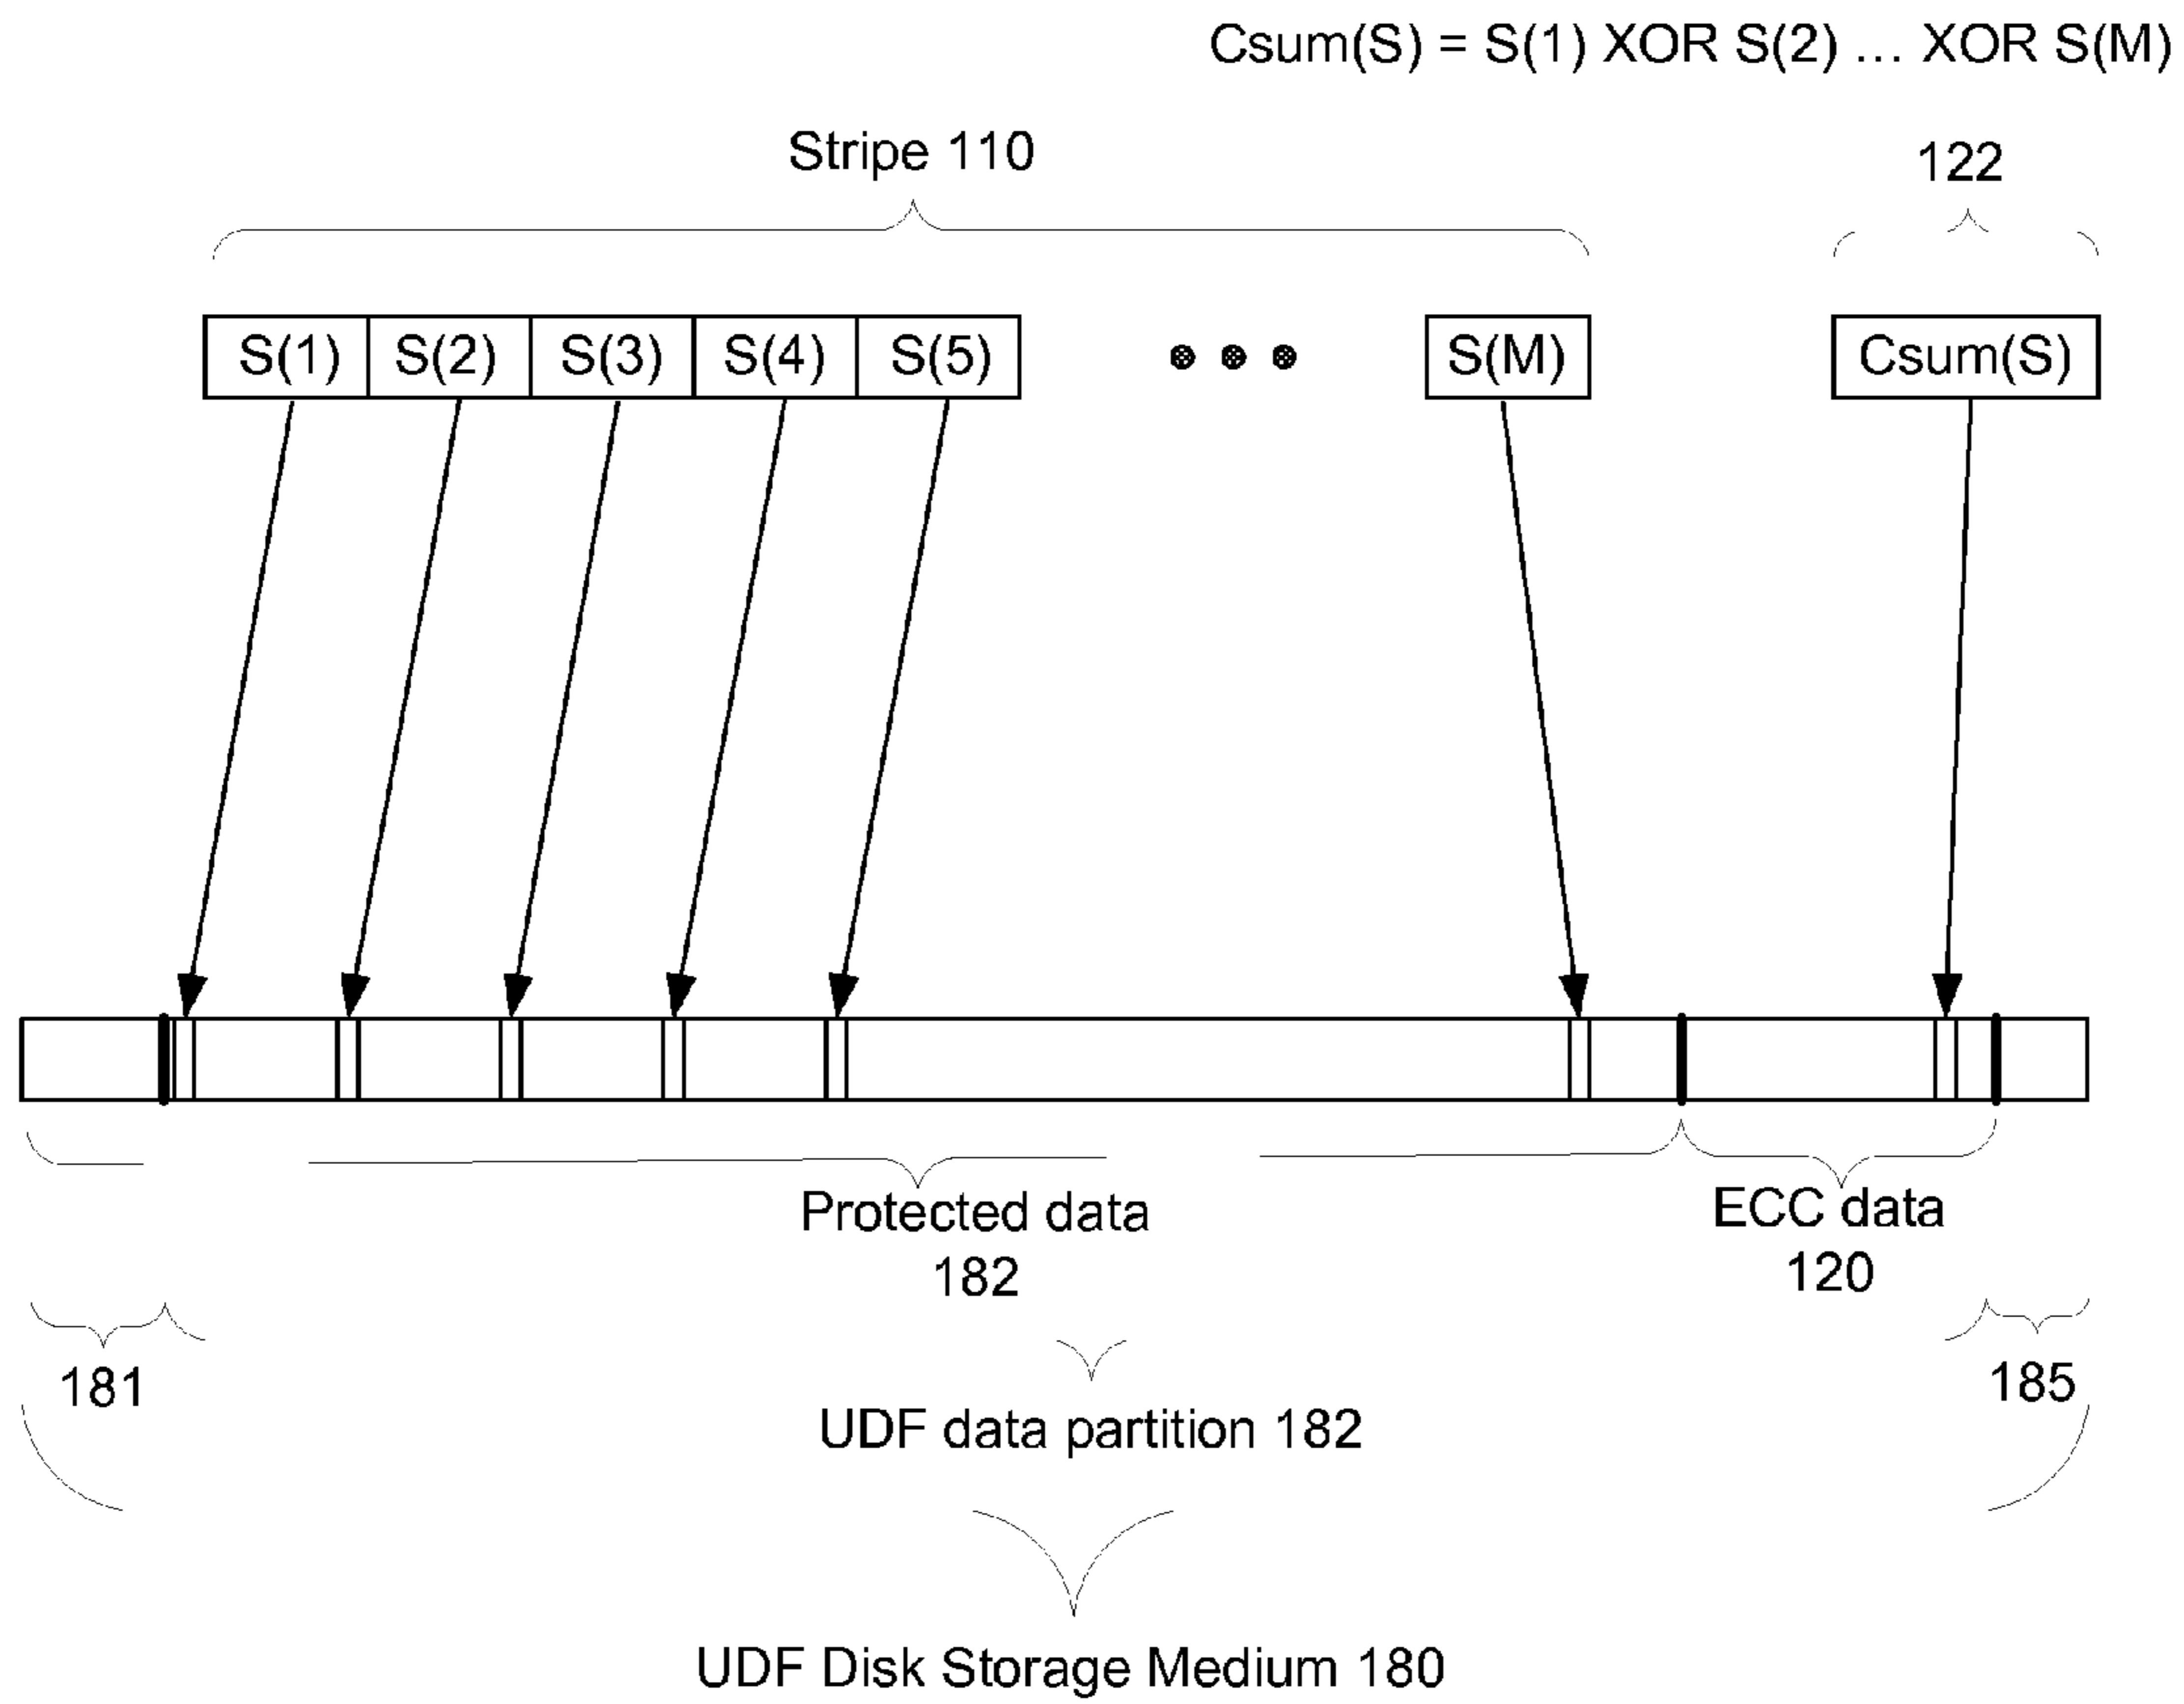 Csum(S) = S(1) XOR S(2) ... XOR S(M)
Stripe 110
122
S(1) S(2) S(3) S(4) S(5) S(M) Csum(S)
Protected data
182
ECC data
120
181
185
UDF data partition 182
UDF Disk Storage Medium 180